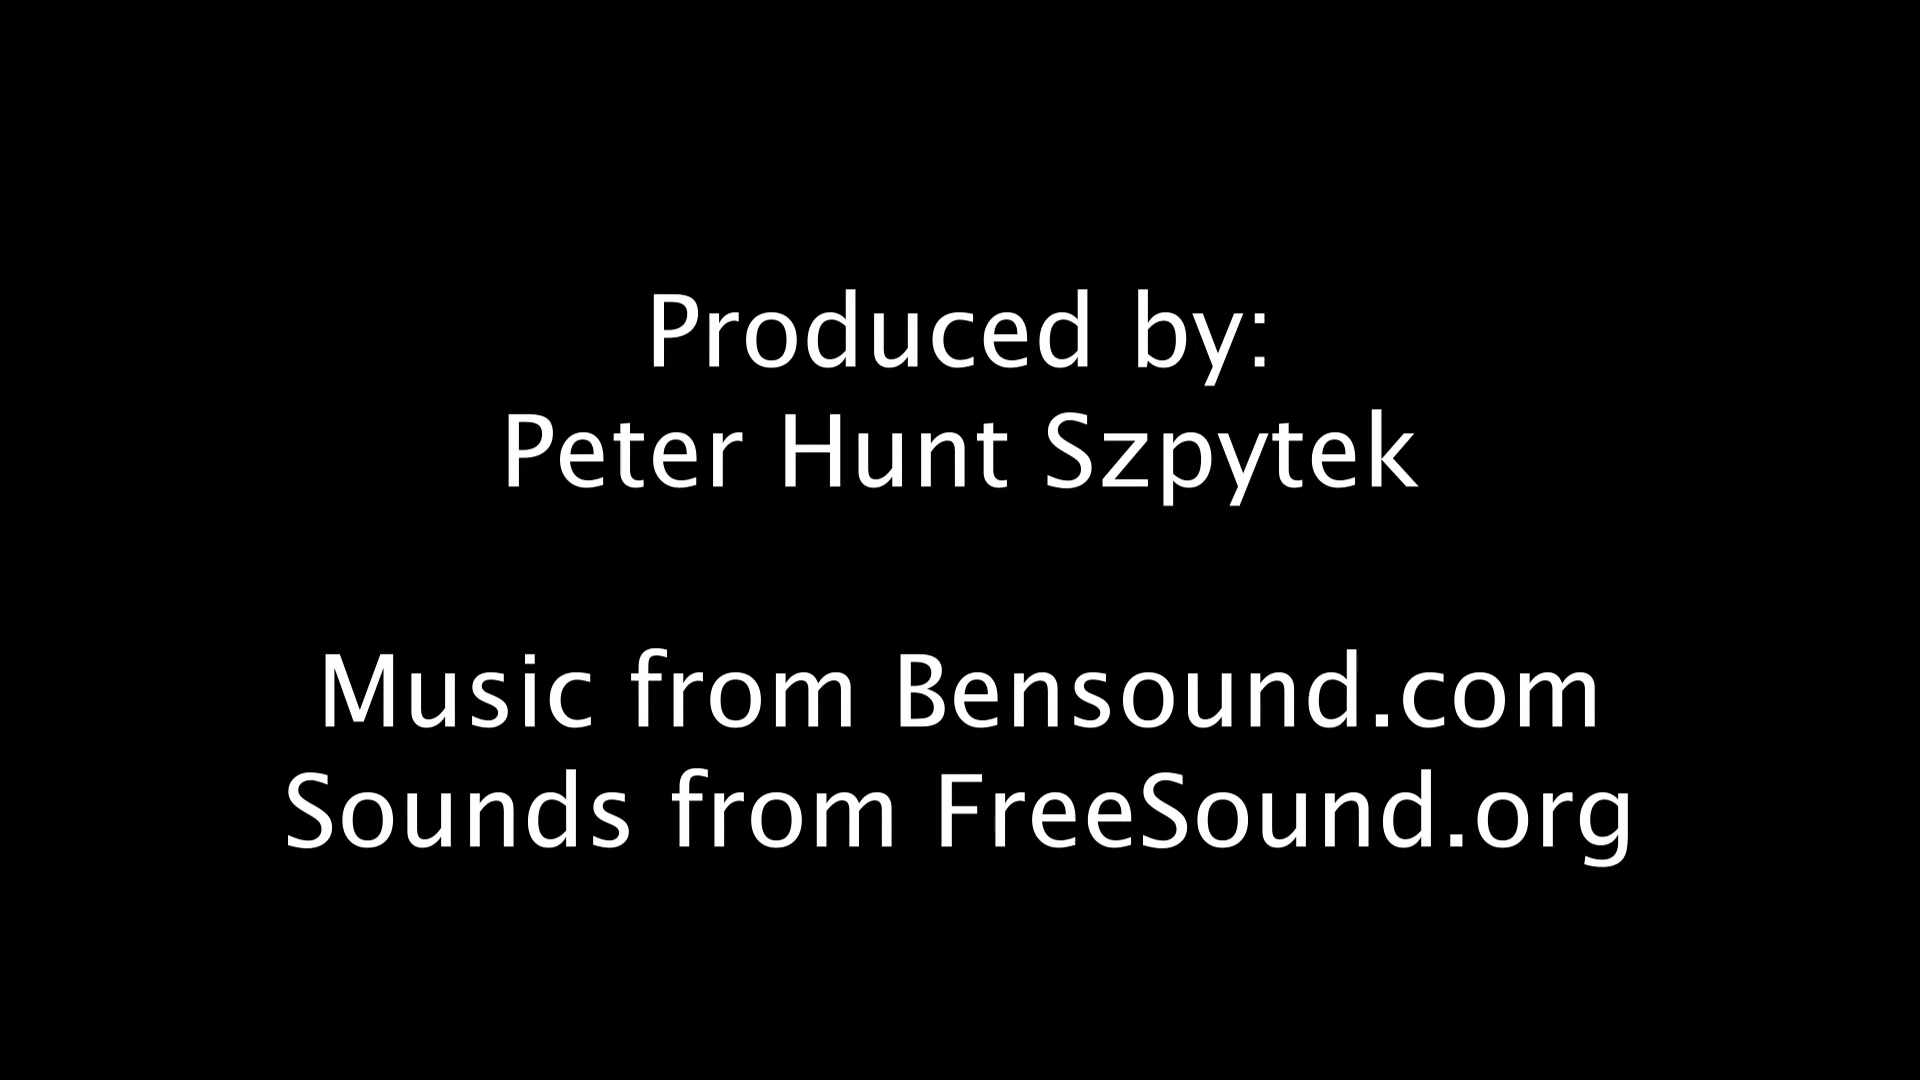 Produced by:
Peter Hunt Szpytek
Music from Bensound.com
Sounds from FreeSound.org